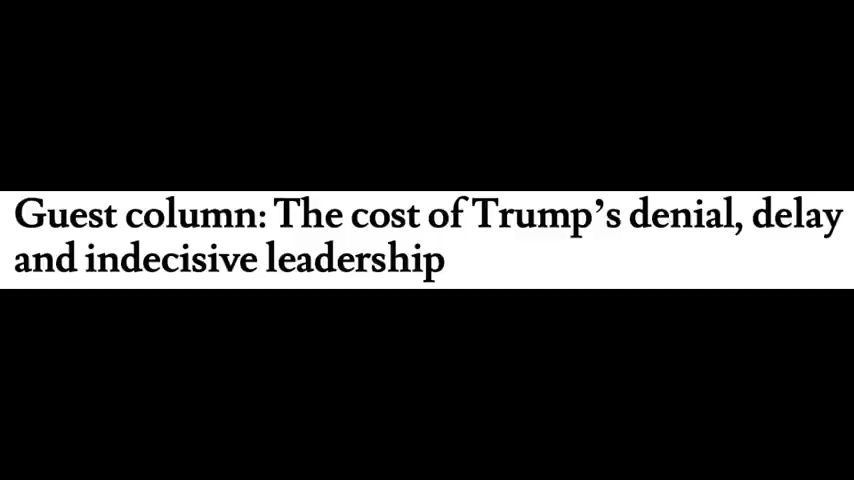 Guest column: The cost of Trump’s denial, delay
and indecisive leadership